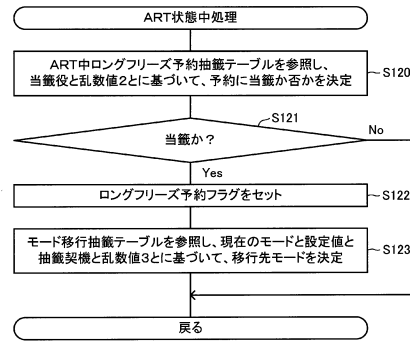 ART状態中処理
ART中ロングフリーズ予約抽籤テーブルを参照し、
当籤役と乱数値2とに基づいて、予約に当籤か否かを決定
S120
S121
当籤か？
No
Yes
ロングフリーズ予約フラグをセット
S122
モード移行抽籤テーブルを参照し、現在のモードと設定値と
抽籤契機と乱数値3とに基づいて、移行先モードを決定
S123
戻る